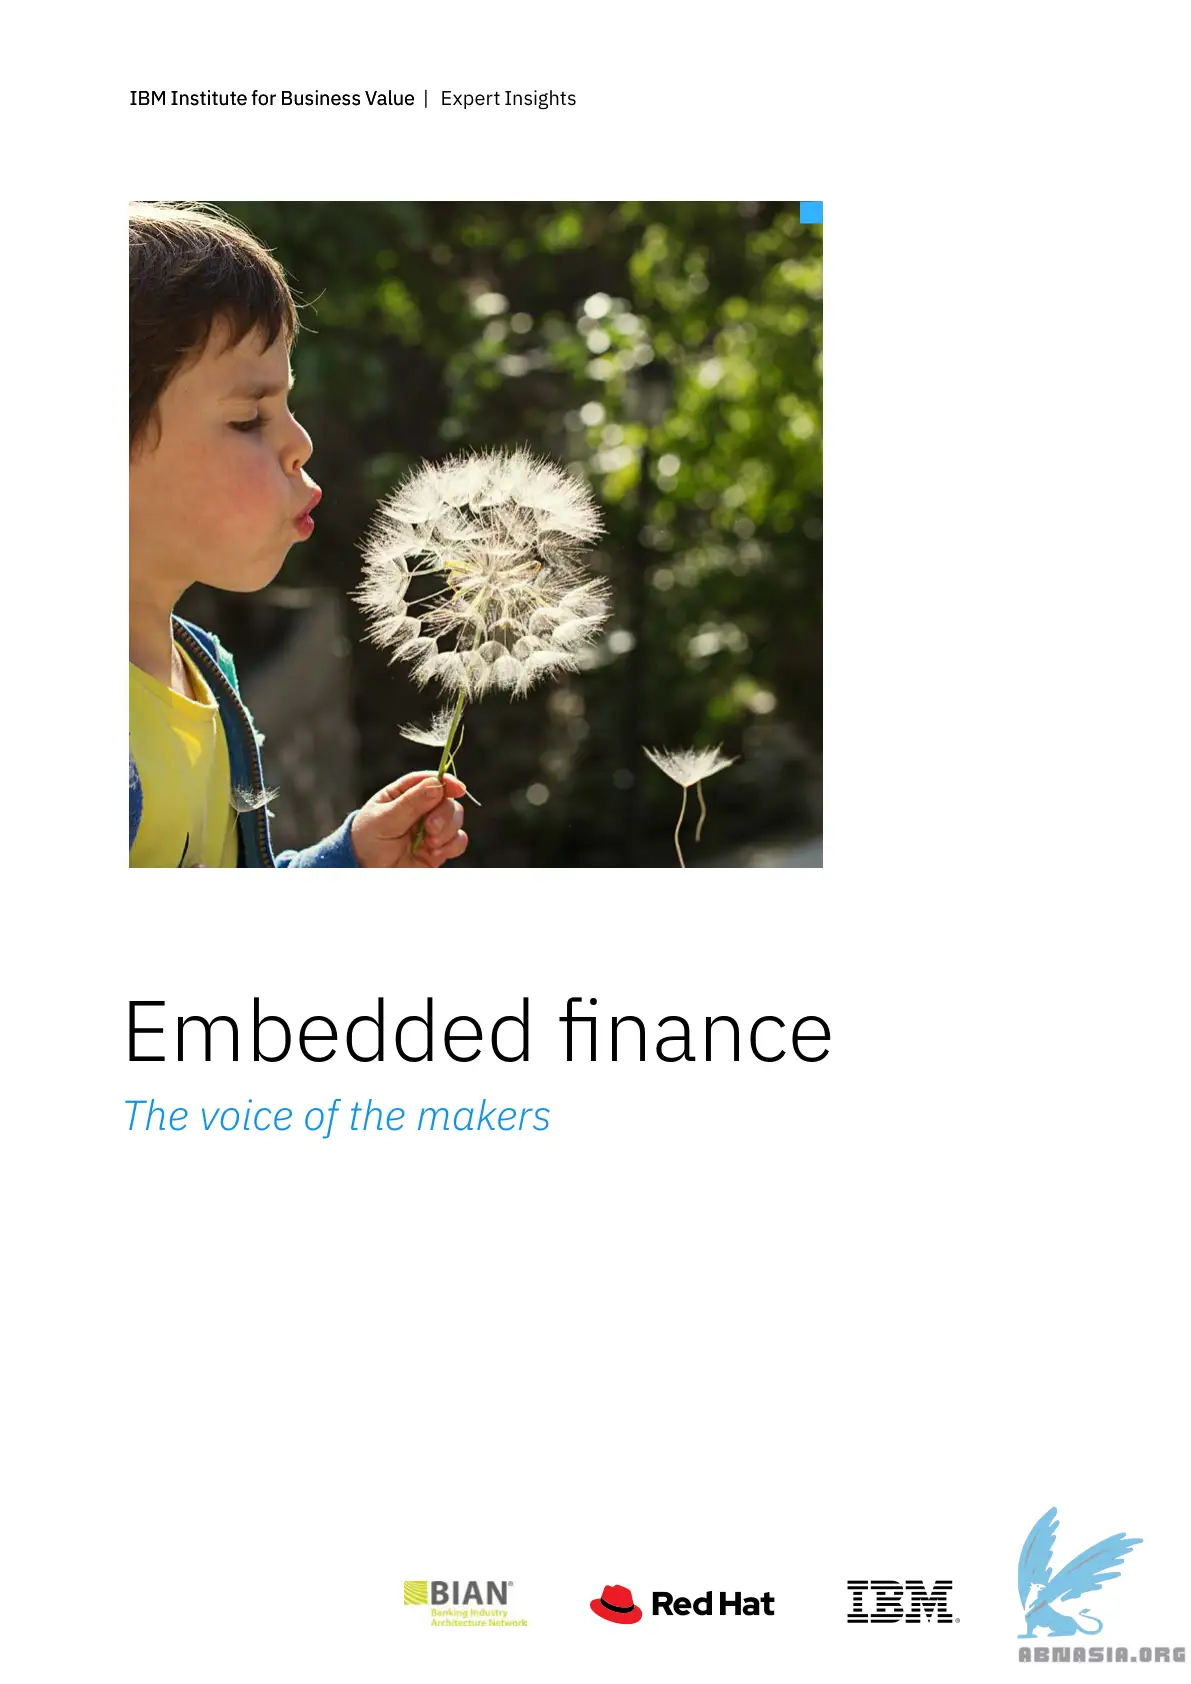 IBM Institute for Business Value | Expert Insights
Embedded finance
The voice of the makers
BIAN®
Banking Industry
Architecture Network
Red Hat
IBM®
ABNASIA.ORG